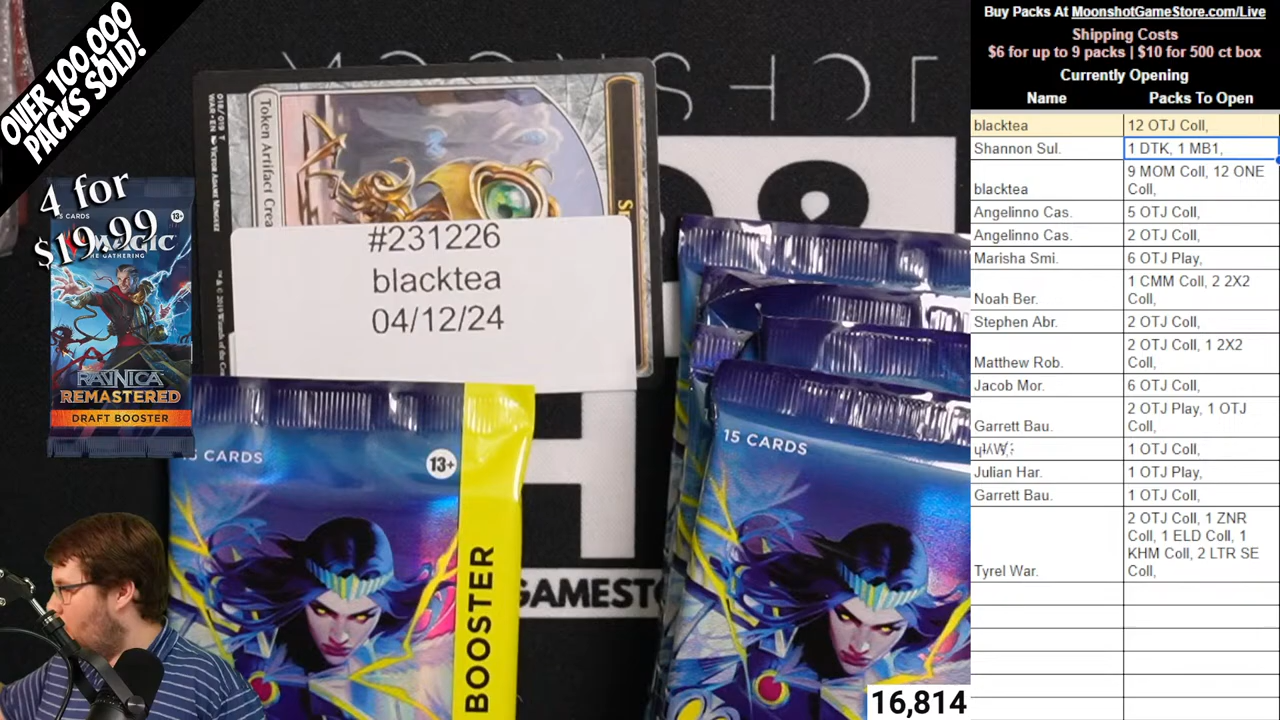 OVER 100,000
PACKS SOLD!
4 for
$19.99
CARDS
13+
MAGIC
THE GATHERING
RAVNICA
REMASTERED
DRAFT BOOSTER
018/019 T
WAR • EN
Token Artifact Crea
#231226
blacktea
04/12/24
CARDS
13+
BOOSTER
15 CARDS
GAMEST
16,814
Buy Packs At MoonshotGameStore.com/Live
Shipping Costs
$6 for up to 9 packs | $10 for 500 ct box
Currently Opening
Name Packs To Open
blacktea 12 OTJ Coll,
Shannon Sul. 1 DTK, 1 MB1,
blacktea 9 MOM Coll, 12 ONE
Coll,
Angelinno Cas. 5 OTJ Coll,
Angelinno Cas. 2 OTJ Coll,
Marisha Smi. 6 OTJ Play,
Noah Ber. 1 CMM Coll, 2 2X2
Coll,
Stephen Abr. 2 OTJ Coll,
Matthew Rob. 2 OTJ Coll, 1 2X2
Coll,
Jacob Mor. 6 OTJ Coll,
Garrett Bau. 2 OTJ Play, 1 OTJ
Coll,
1 OTJ Coll,
Julian Har. 1 OTJ Play,
Garrett Bau. 1 OTJ Coll,
Tyrel War. 2 OTJ Coll, 1 ZNR
Coll, 1 ELD Coll, 1
KHM Coll, 2 LTR SE
Coll,